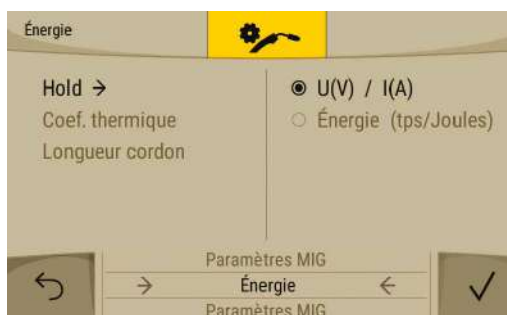 Énergie
Hold →
Coef. thermique
Longueur cordon
U(V) / I(A)
Énergie (tps/Joules)
Paramètres MIG
→ Énergie ←
Paramètres MIG